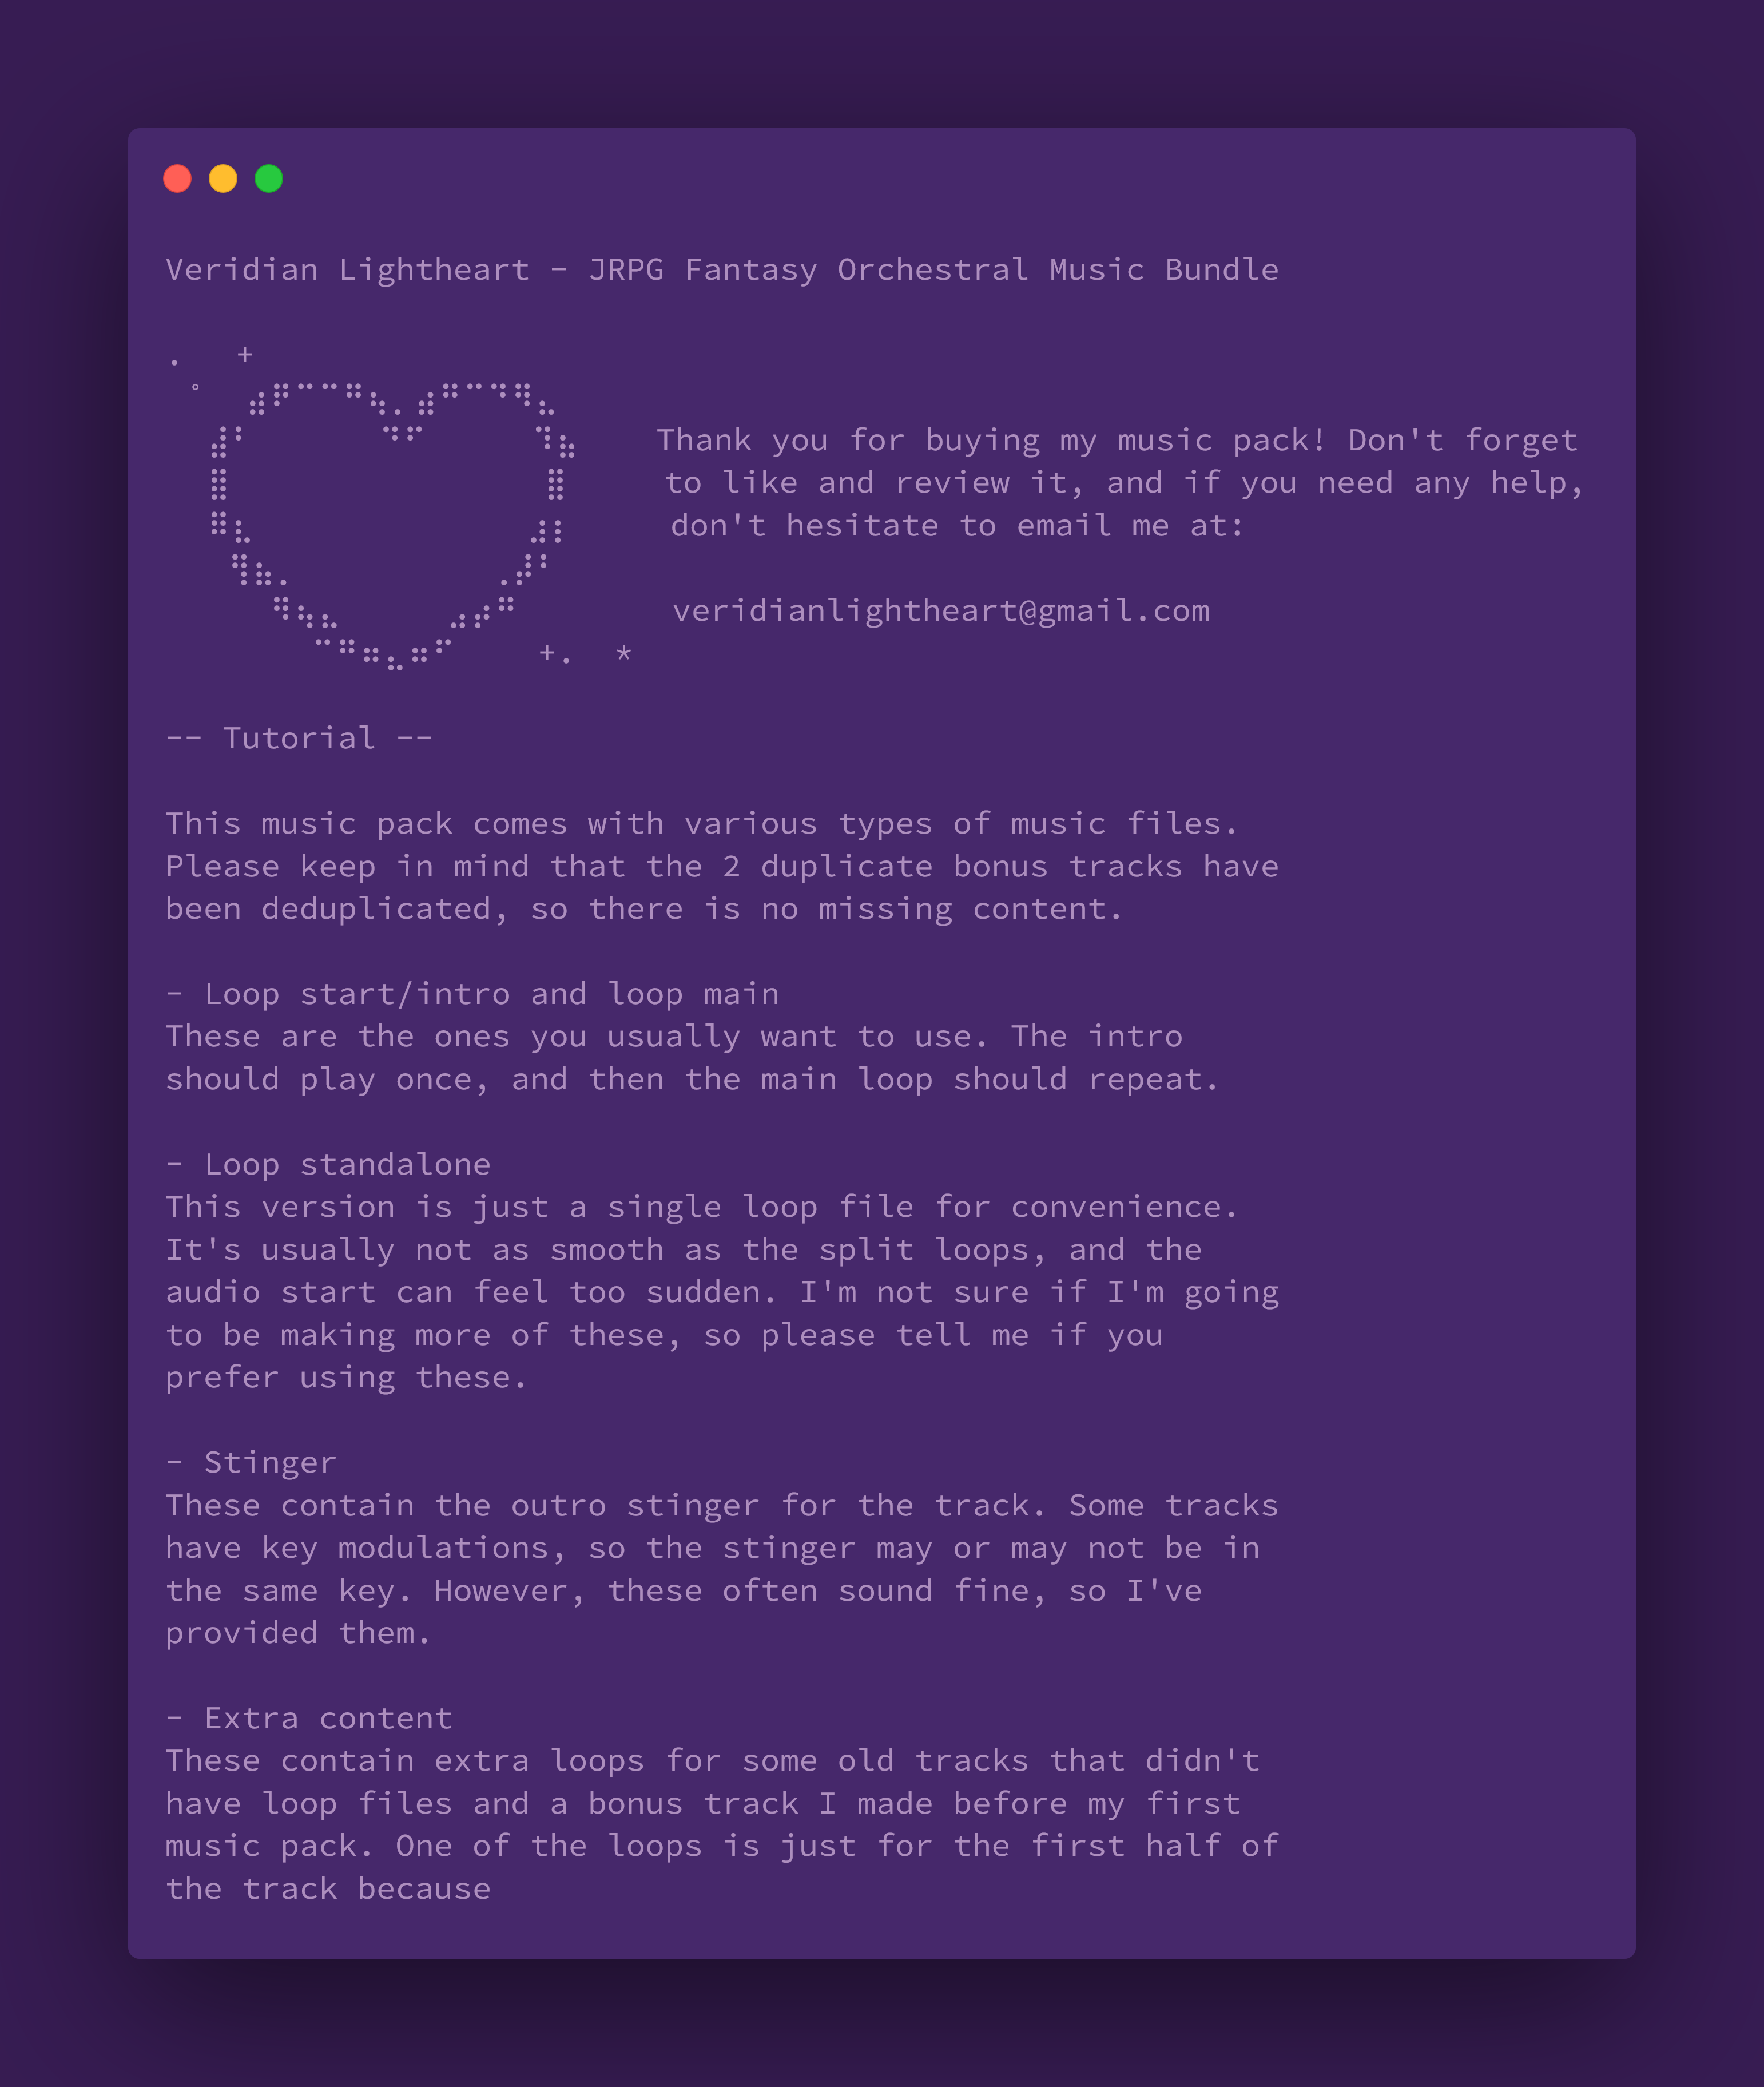 Veridian Lightheart - JRPG Fantasy Orchestral Music Bundle
Thank you for buying my music pack! Don't forget
to like and review it, and if you need any help,
don't hesitate to email me at:
veridianlightheart@gmail.com
-- Tutorial --
This music pack comes with various types of music files.
Please keep in mind that the 2 duplicate bonus tracks have
been deduplicated, so there is no missing content.
- Loop start/intro and loop main
These are the ones you usually want to use. The intro
should play once, and then the main loop should repeat.
- Loop standalone
This version is just a single loop file for convenience.
It's usually not as smooth as the split loops, and the
audio start can feel too sudden. I'm not sure if I'm going
to be making more of these, so please tell me if you
prefer using these.
- Stinger
These contain the outro stinger for the track. Some tracks
have key modulations, so the stinger may or may not be in
the same key. However, these often sound fine, so I've
provided them.
- Extra content
These contain extra loops for some old tracks that didn't
have loop files and a bonus track I made before my first
music pack. One of the loops is just for the first half of
the track because